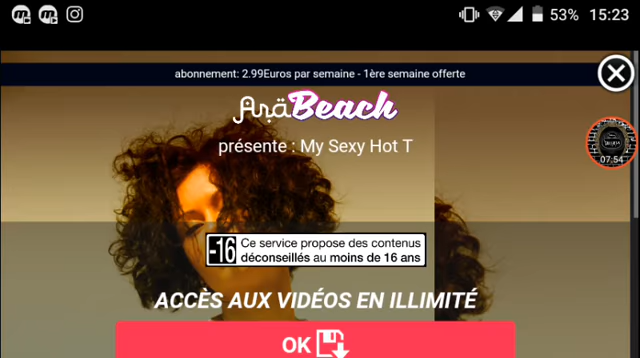 53% 15:23
abonnement: 2.99Euros par semaine - 1ère semaine offerte
AräBeach
présente : My Sexy Hot T
07:54
-16 Ce service propose des contenus
déconseillés au moins de 16 ans
ACCÈS AUX VIDÉOS EN ILLIMITÉ
OK